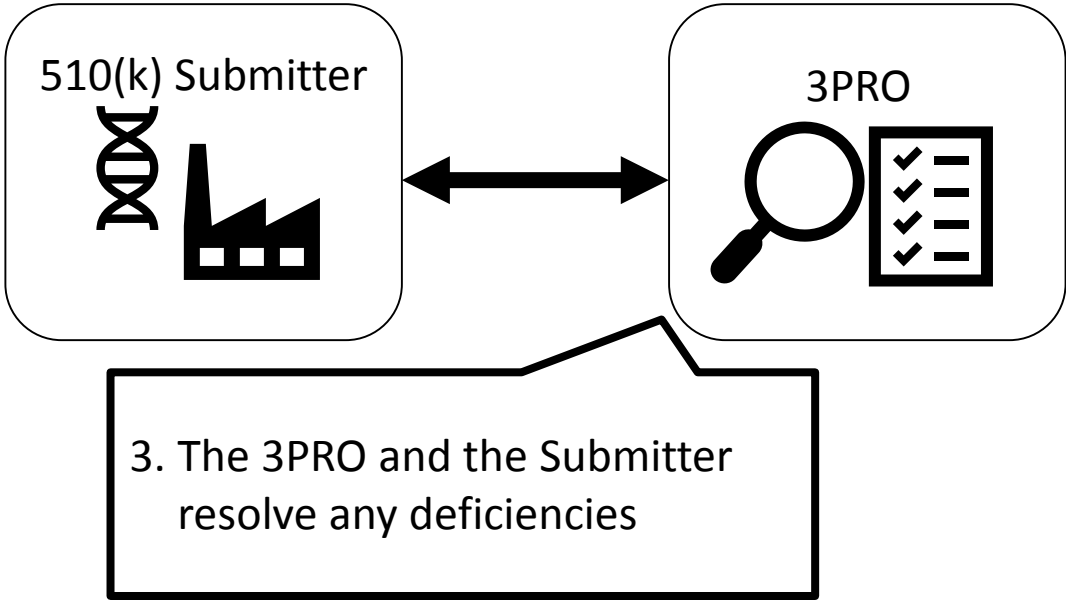 510(k) Submitter
3PRO
3. The 3PRO and the Submitter
resolve any deficiencies